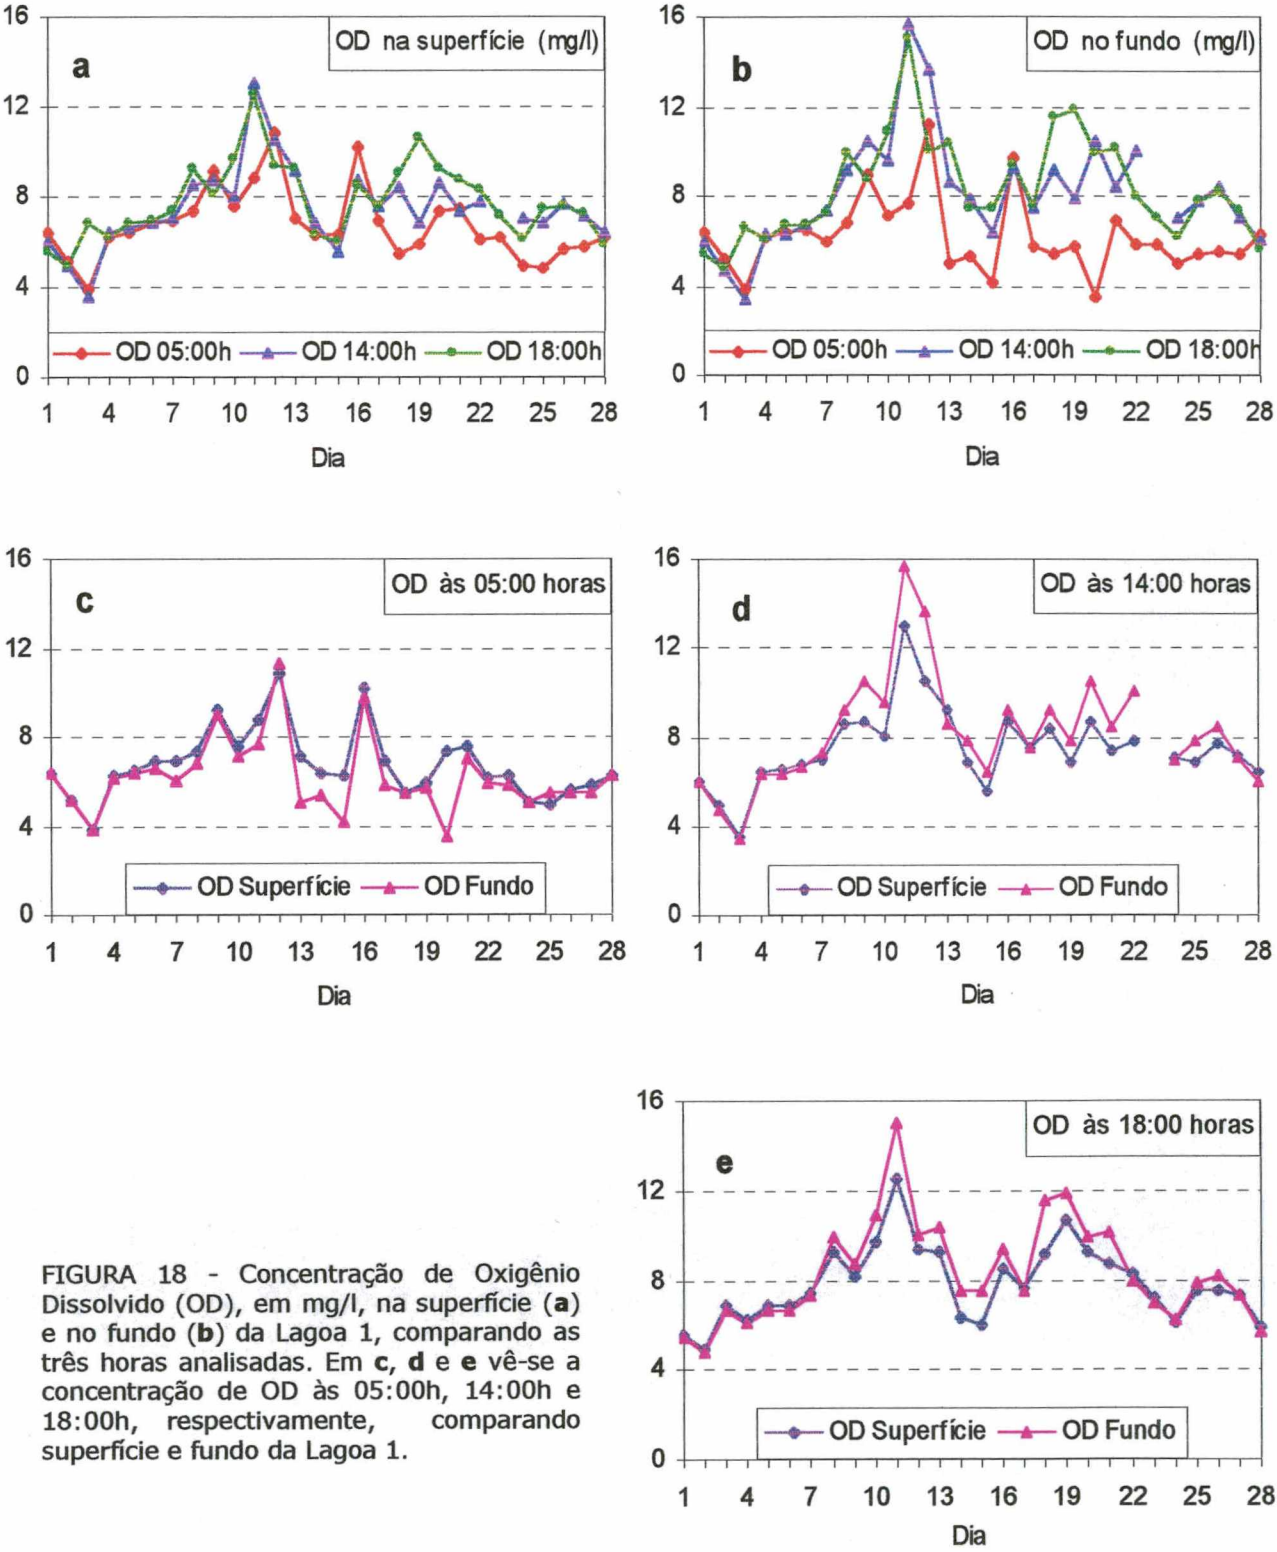 OD na superfície (mg/l)
a
16
12
8
4
0
OD 05:00h OD 14:00h OD 18:00h
1 4 7 10 13 16 19 22 25 28
Dia
OD no fundo (mg/l)
b
16
12
8
4
0
OD 05:00h OD 14:00h OD 18:00h
1 4 7 10 13 16 19 22 25 28
Dia
OD às 05:00 horas
c
16
12
8
4
0
OD Superfície OD Fundo
1 4 7 10 13 16 19 22 25 28
Dia
OD às 14:00 horas
d
16
12
8
4
0
OD Superfície OD Fundo
1 4 7 10 13 16 19 22 25 28
Dia
OD às 18:00 horas
e
16
12
8
4
0
OD Superfície OD Fundo
1 4 7 10 13 16 19 22 25 28
Dia
FIGURA 18 - Concentração de Oxigênio
Dissolvido (OD), em mg/l, na superfície (a)
e no fundo (b) da Lagoa 1, comparando as
três horas analisadas. Em c, d e e vê-se a
concentração de OD às 05:00h, 14:00h e
18:00h, respectivamente, comparando
superfície e fundo da Lagoa 1.